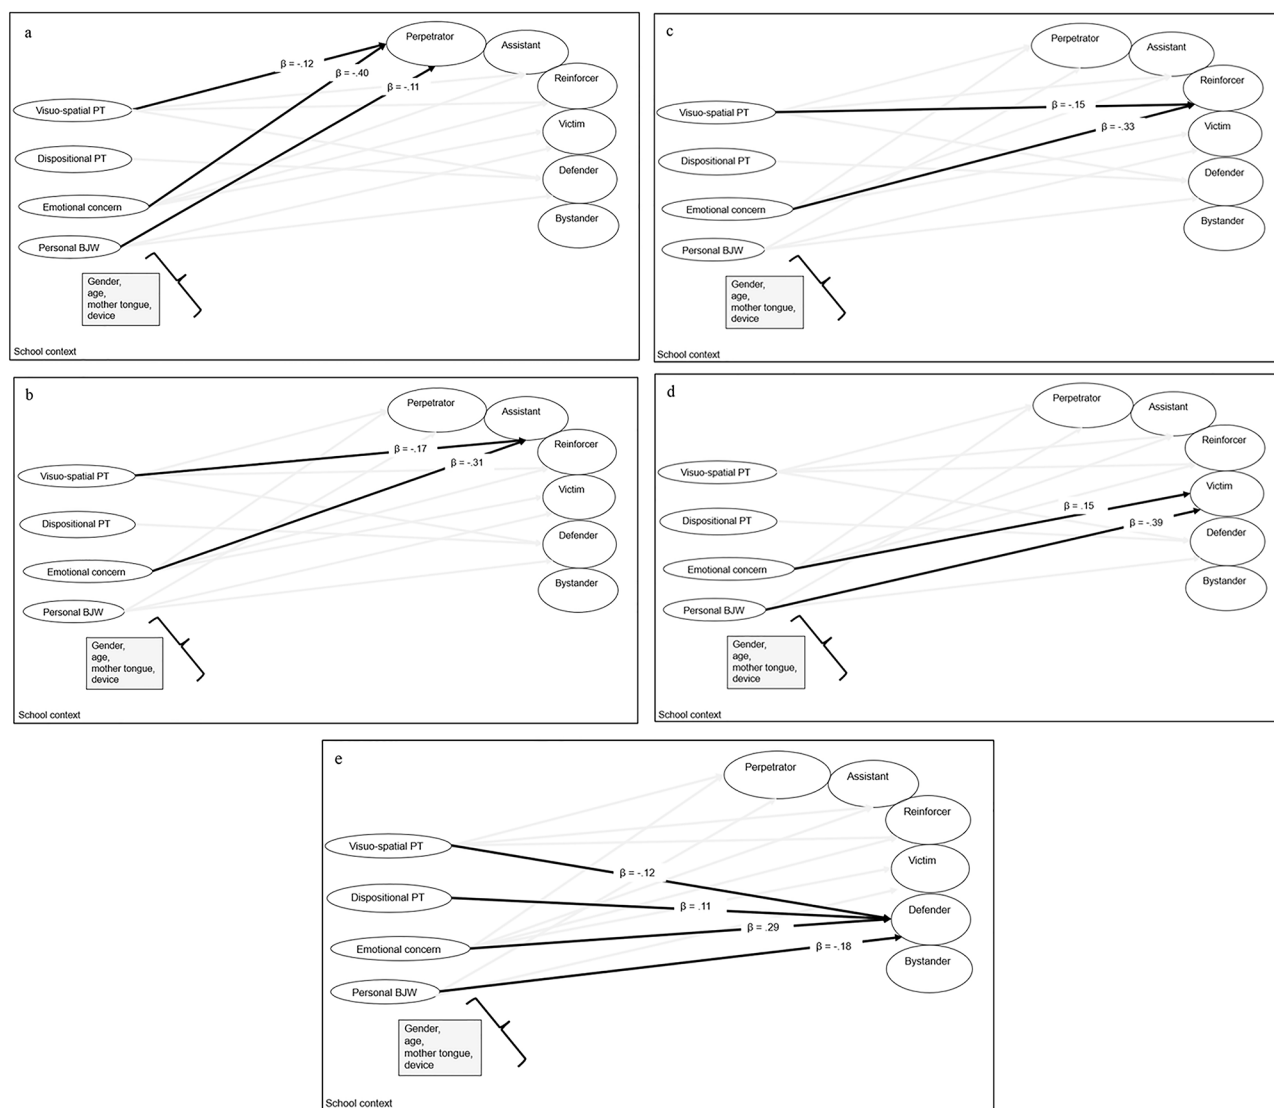 a
Perpetrator
Assistant
Reinforcer
Victim
Defender
Bystander
β = -.12
β = -.40
β = -.11
Visuo-spatial PT
Dispositional PT
Emotional concern
Personal BJW
Gender,
age,
mother tongue,
device
School context
c
Perpetrator
Assistant
Reinforcer
Victim
Defender
Bystander
β = -.15
β = -.33
Visuo-spatial PT
Dispositional PT
Emotional concern
Personal BJW
Gender,
age,
mother tongue,
device
School context
b
Perpetrator
Assistant
Reinforcer
Victim
Defender
Bystander
β = -.17
β = -.31
Visuo-spatial PT
Dispositional PT
Emotional concern
Personal BJW
Gender,
age,
mother tongue,
device
School context
d
Perpetrator
Assistant
Reinforcer
Victim
Defender
Bystander
β = .15
β = -.39
Visuo-spatial PT
Dispositional PT
Emotional concern
Personal BJW
Gender,
age,
mother tongue,
device
School context
e
Perpetrator
Assistant
Reinforcer
Victim
Defender
Bystander
β = -.12
β = .11
β = .29
β = -.18
Visuo-spatial PT
Dispositional PT
Emotional concern
Personal BJW
Gender,
age,
mother tongue,
device
School context